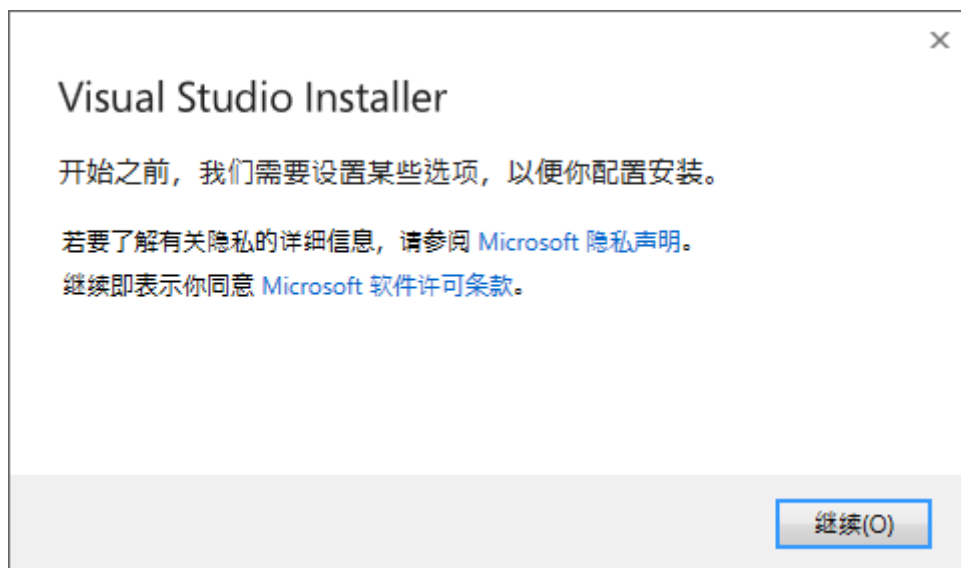 Visual Studio Installer
开始之前，我们需要设置某些选项，以便你配置安装。
若要了解有关隐私的详细信息，请参阅 Microsoft 隐私声明。
继续即表示你同意 Microsoft 软件许可条款。
继续(O)